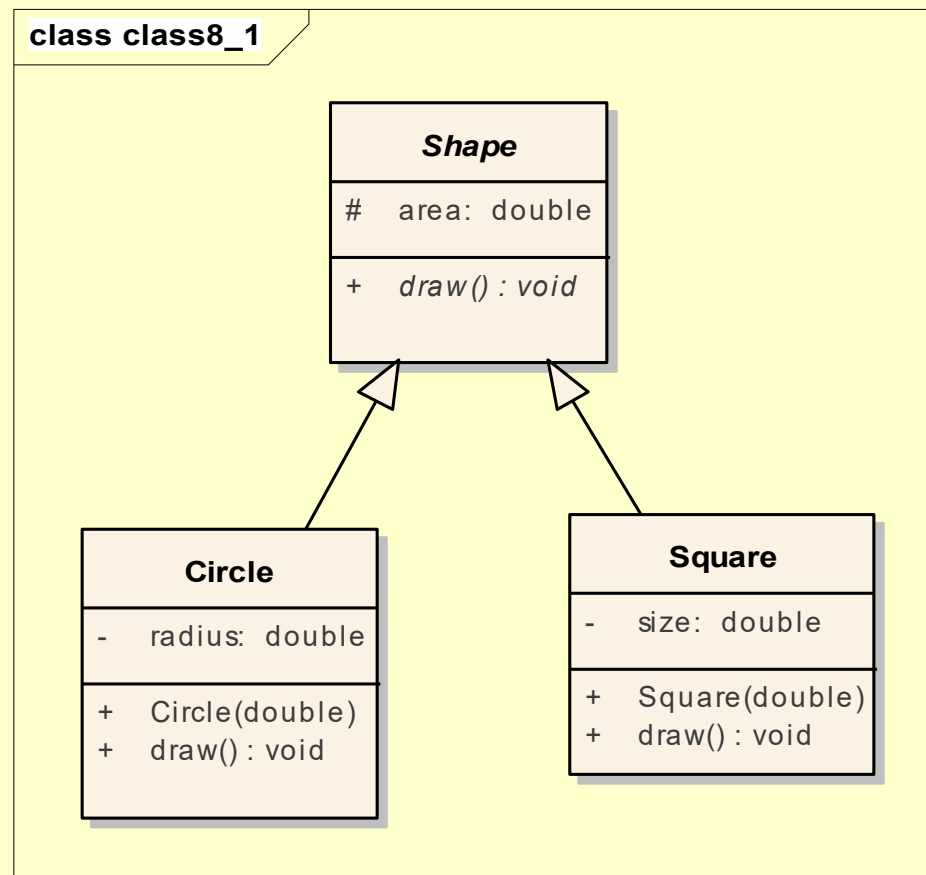 class class8_1
Shape
# area: double
+ draw() : void
Circle
- radius: double
+ Circle(double)
+ draw() : void
Square
- size: double
+ Square(double)
+ draw() : void